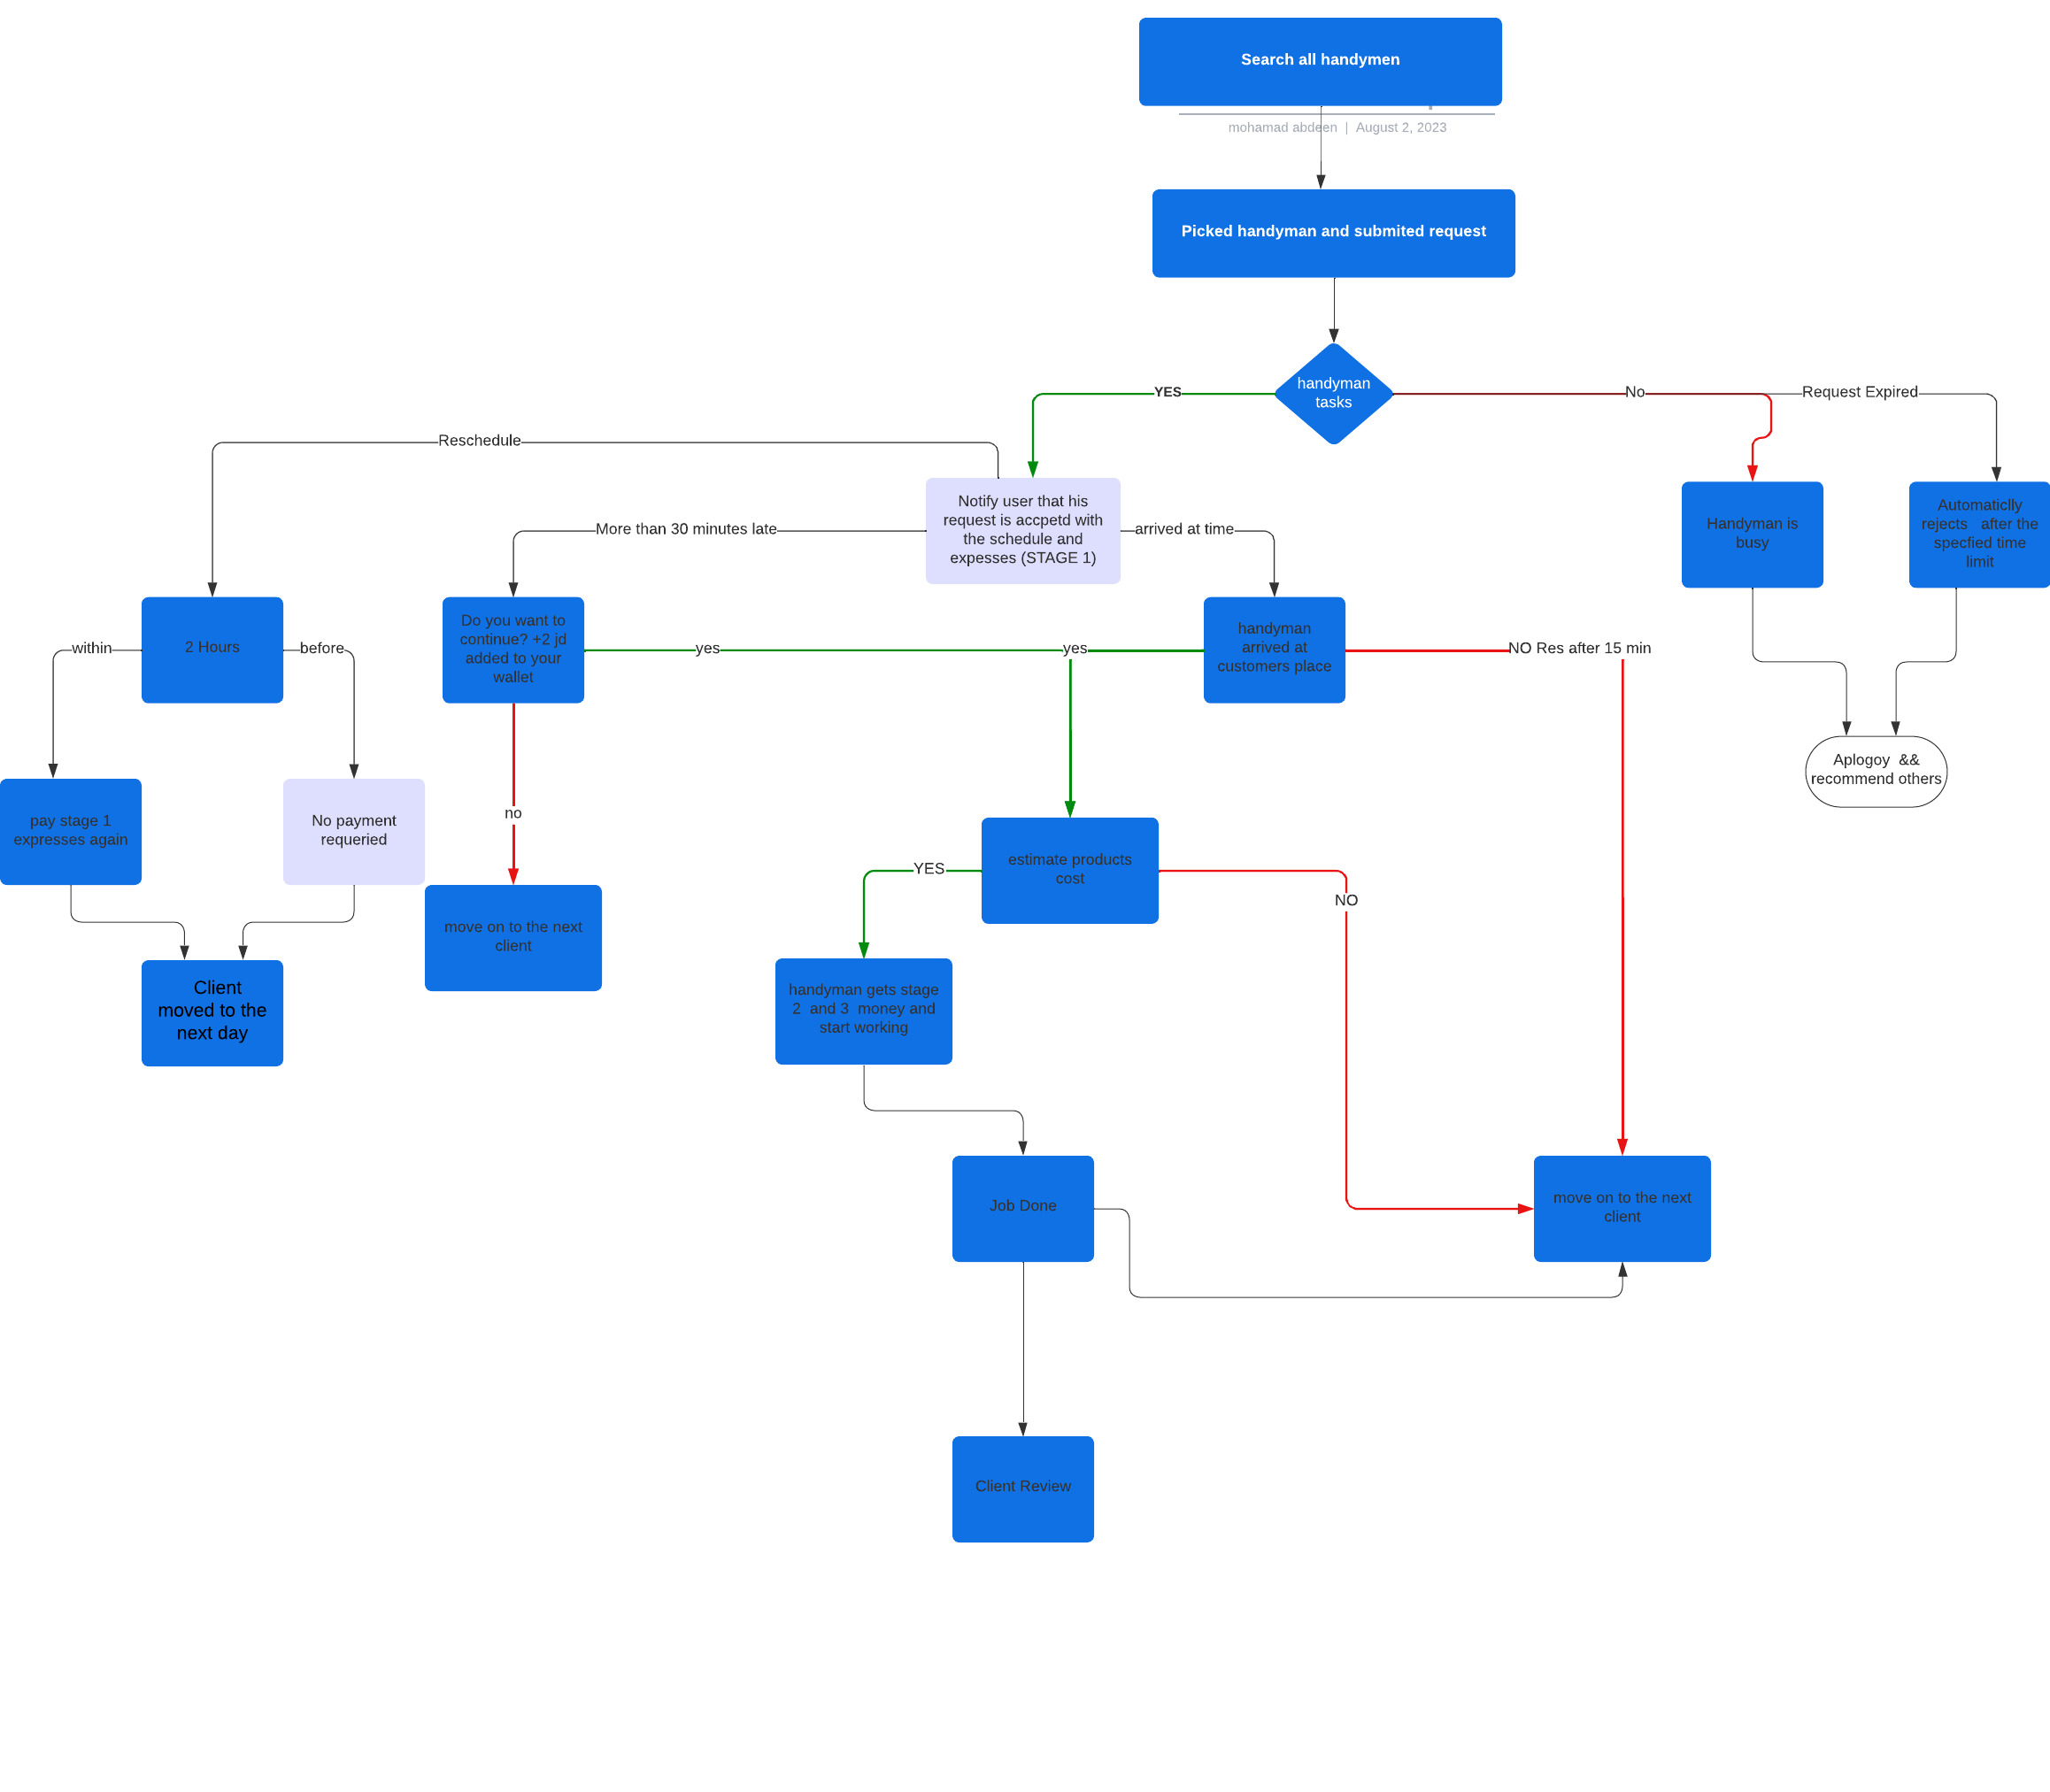 Search all handymen
mohamad abdeen | August 2, 2023
Picked handyman and submited request
handyman
tasks
YES
No
Request Expired
Reschedule
Notify user that his
request is accpetd with
the schedule and
expesses (STAGE 1)
More than 30 minutes late
arrived at time
Handyman is
busy
Automaticlly
rejects after the
specfied time
limit
2 Hours
within
before
Do you want to
continue? +2 jd
added to your
wallet
yes
yes
handyman
arrived at
customers place
NO Res after 15 min
Aplogoy &&
recommend others
pay stage 1
expresses again
No payment
requeried
no
estimate products
cost
YES
NO
move on to the next
client
Client
moved to the
next day
handyman gets stage
2 and 3 money and
start working
Job Done
move on to the next
client
Client Review